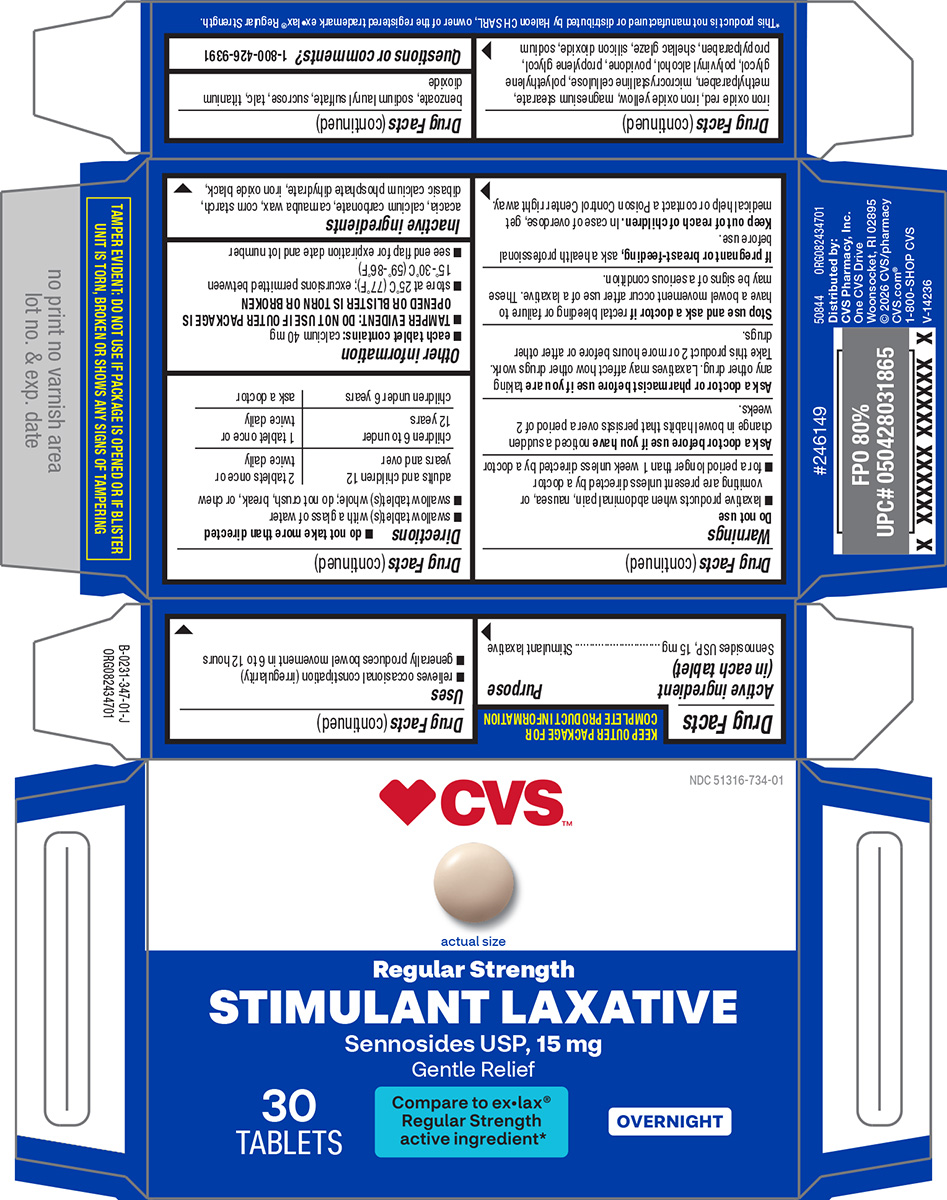 CVS™
NDC 51316-734-01
actual size
Regular Strength
STIMULANT LAXATIVE
Sennosides USP, 15 mg
Gentle Relief
30
TABLETS
Compare to ex•lax®
Regular Strength
active ingredient*
OVERNIGHT
Drug Facts
KEEP OUTER PACKAGE FOR
COMPLETE PRODUCT INFORMATION
Active ingredient
(in each tablet) Purpose
Sennosides USP, 15 mg............................Stimulant laxative
Drug Facts (continued)
Uses
■ relieves occasional constipation (irregularity)
■ generally produces bowel movement in 6 to 12 hours
B-0231-347-01-J
ORG082434701
Drug Facts (continued)
Warnings
Do not use
■ laxative products when abdominal pain, nausea, or
vomiting are present unless directed by a doctor
■ for a period longer than 1 week unless directed by a doctor
Ask a doctor before use if you have noticed a sudden
change in bowel habits that persists over a period of 2
weeks.
Ask a doctor or pharmacist before use if you are taking
any other drug. Laxatives may affect how other drugs work.
Take this product 2 or more hours before or after other
drugs.
Stop use and ask a doctor if rectal bleeding or failure to
have a bowel movement occur after use of a laxative. These
may be signs of a serious condition.
If pregnant or breast-feeding, ask a health professional
before use.
Keep out of reach of children. In case of overdose, get
medical help or contact a Poison Control Center right away.
Drug Facts (continued)
Directions ■ do not take more than directed
■ swallow tablet(s) with a glass of water
■ swallow tablet(s) whole; do not crush, break, or chew
adults and children 12 2 tablets once or
years and over twice daily
children 6 to under 1 tablet once or
12 years twice daily
children under 6 years ask a doctor
Other information
■ each tablet contains: calcium 40 mg
■ TAMPER EVIDENT: DO NOT USE IF OUTER PACKAGE IS
OPENED OR BLISTER IS TORN OR BROKEN
■ store at 25°C (77°F); excursions permitted between
15°-30°C (59°-86°F)
■ see end flap for expiration date and lot number
Inactive ingredients
acacia, calcium carbonate, carnauba wax, corn starch,
dibasic calcium phosphate dihydrate, iron oxide black,
Drug Facts (continued)
iron oxide red, iron oxide yellow, magnesium stearate,
methylparaben, microcrystalline cellulose, polyethylene
glycol, polyvinyl alcohol, povidone, propylene glycol,
propylparaben, shellac glaze, silicon dioxide, sodium
Drug Facts (continued)
benzoate, sodium lauryl sulfate, sucrose, talc, titanium
dioxide
Questions or comments? 1-800-426-9391
*This product is not manufactured or distributed by Haleon CH SARL, owner of the registered trademark ex•lax® Regular Strength.
TAMPER EVIDENT: DO NOT USE IF PACKAGE IS OPENED OR IF BLISTER
UNIT IS TORN, BROKEN OR SHOWS ANY SIGNS OF TAMPERING
no print no varnish area
lot no. & exp. date
50844 ORG082434701
Distributed by:
CVS Pharmacy, Inc.
One CVS Drive
Woonsocket, RI 02895
© 2026 CVS/pharmacy
CVS.com®
1-800-SHOP CVS
V-14236
#246149
FPO 80%
UPC# 050428031865
X XXXXX XXXXX X